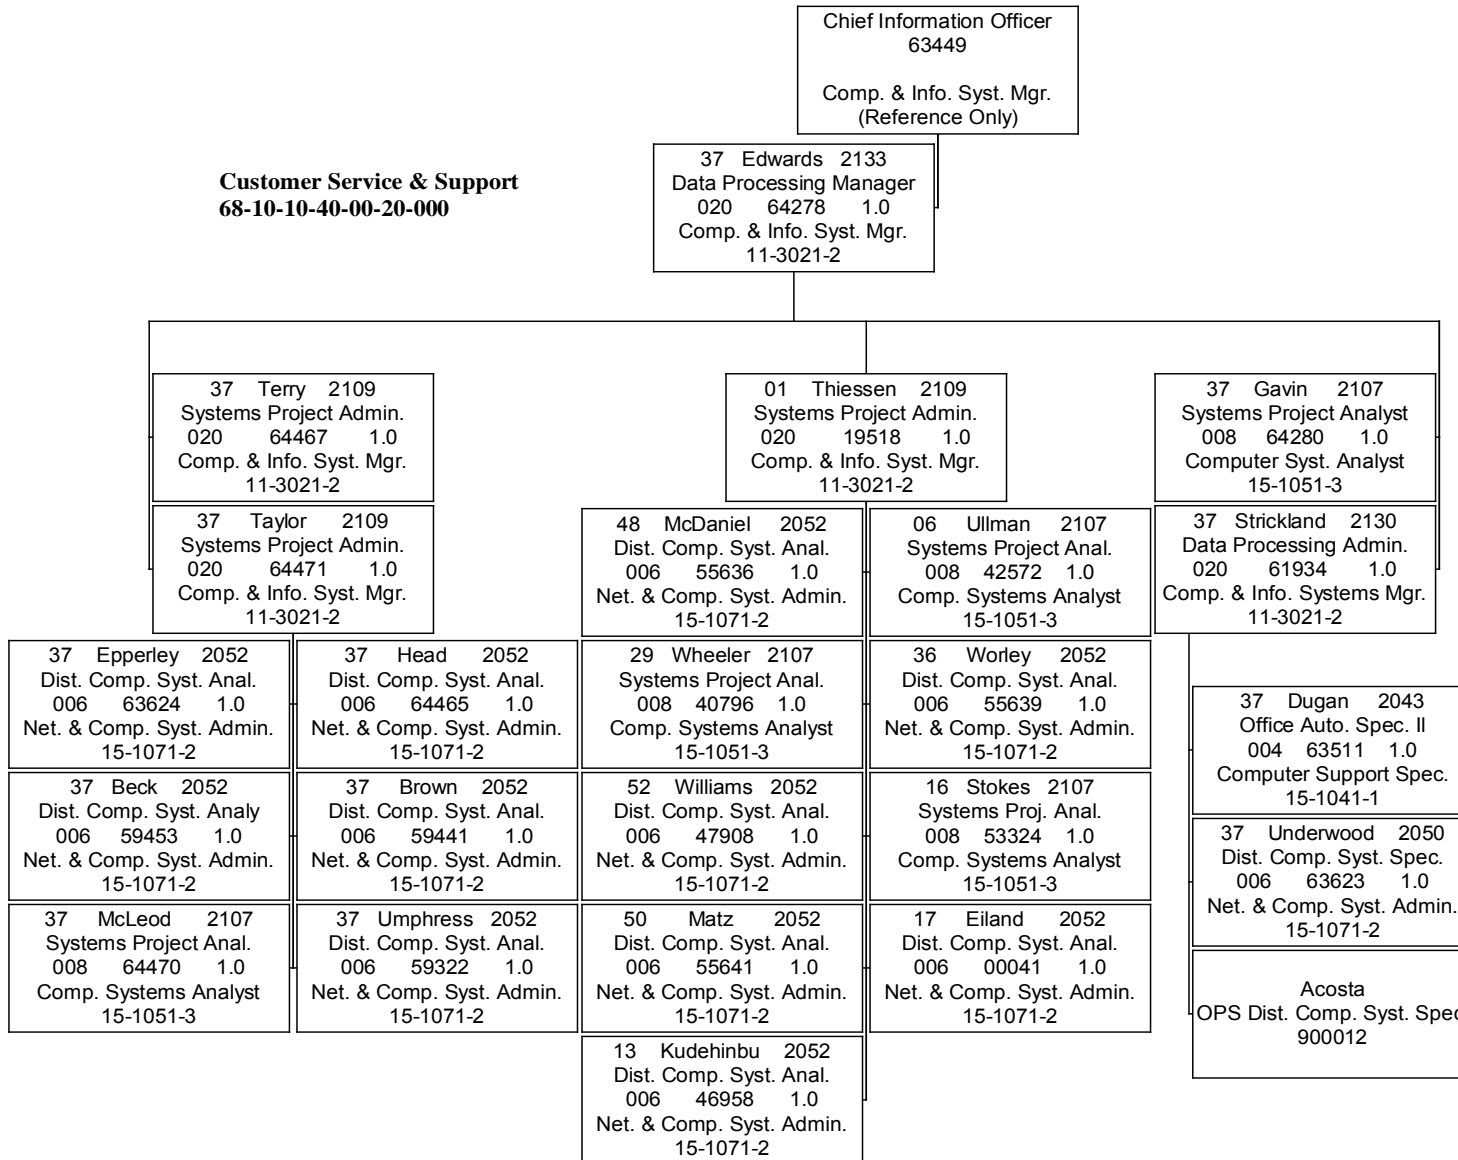 Chief Information Officer
63449
Comp. & Info. Syst. Mgr.
(Reference Only)
Customer Service & Support
68-10-10-40-00-20-000
37 Edwards 2133
Data Processing Manager
020 64278 1.0
Comp. & Info. Syst. Mgr.
11-3021-2
37 Terry 2109
Systems Project Admin.
020 64467 1.0
Comp. & Info. Syst. Mgr.
11-3021-2
37 Taylor 2109
Systems Project Admin.
020 64471 1.0
Comp. & Info. Syst. Mgr.
11-3021-2
37 Epperley 2052
Dist. Comp. Syst. Anal.
006 63624 1.0
Net. & Comp. Syst. Admin.
15-1071-2
37 Head 2052
Dist. Comp. Syst. Anal.
006 64465 1.0
Net. & Comp. Syst. Admin.
15-1071-2
37 Beck 2052
Dist. Comp. Syst. Analy
006 59453 1.0
Net. & Comp. Syst. Admin.
15-1071-2
37 Brown 2052
Dist. Comp. Syst. Anal.
006 59441 1.0
Net. & Comp. Syst. Admin.
15-1071-2
37 McLeod 2107
Systems Project Anal.
008 64470 1.0
Comp. Systems Analyst
15-1051-3
37 Umphress 2052
Dist. Comp. Syst. Anal.
006 59322 1.0
Net. & Comp. Syst. Admin.
15-1071-2
01 Thiessen 2109
Systems Project Admin.
020 19518 1.0
Comp. & Info. Syst. Mgr.
11-3021-2
48 McDaniel 2052
Dist. Comp. Syst. Anal.
006 55636 1.0
Net. & Comp. Syst. Admin.
15-1071-2
06 Ullman 2107
Systems Project Anal.
008 42572 1.0
Comp. Systems Analyst
15-1051-3
29 Wheeler 2107
Systems Project Anal.
008 40796 1.0
Comp. Systems Analyst
15-1051-3
36 Worley 2052
Dist. Comp. Syst. Anal.
006 55639 1.0
Net. & Comp. Syst. Admin.
15-1071-2
52 Williams 2052
Dist. Comp. Syst. Anal.
006 47908 1.0
Net. & Comp. Syst. Admin.
15-1071-2
16 Stokes 2107
Systems Proj. Anal.
008 53324 1.0
Comp. Systems Analyst
15-1051-3
50 Matz 2052
Dist. Comp. Syst. Anal.
006 55641 1.0
Net. & Comp. Syst. Admin.
15-1071-2
17 Eiland 2052
Dist. Comp. Syst. Anal.
006 00041 1.0
Net. & Comp. Syst. Admin.
15-1071-2
13 Kudehinbu 2052
Dist. Comp. Syst. Anal.
006 46958 1.0
Net. & Comp. Syst. Admin.
15-1071-2
37 Gavin 2107
Systems Project Analyst
008 64280 1.0
Computer Syst. Analyst
15-1051-3
37 Strickland 2130
Data Processing Admin.
020 61934 1.0
Comp. & Info. Systems Mgr.
11-3021-2
37 Dugan 2043
Office Auto. Spec. II
004 63511 1.0
Computer Support Spec.
15-1041-1
37 Underwood 2050
Dist. Comp. Syst. Spec.
006 63623 1.0
Net. & Comp. Syst. Admin.
15-1071-2
Acosta
OPS Dist. Comp. Syst. Spec
900012